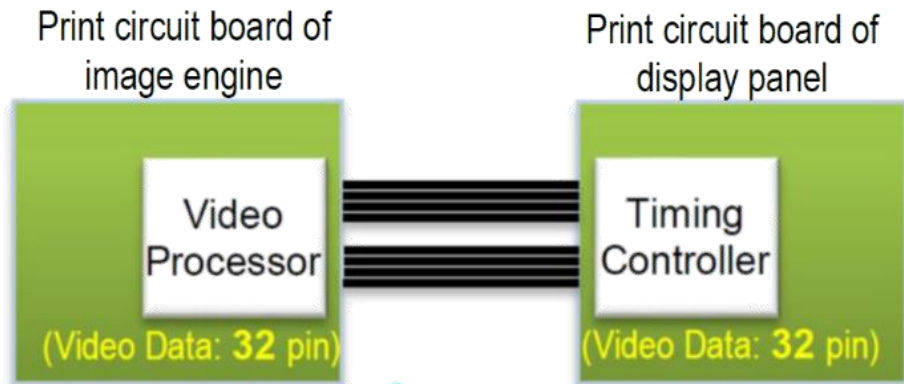 Print circuit board of
image engine
Print circuit board of
display panel
Video
Processor
Timing
Controller
(Video Data: 32 pin)
(Video Data: 32 pin)